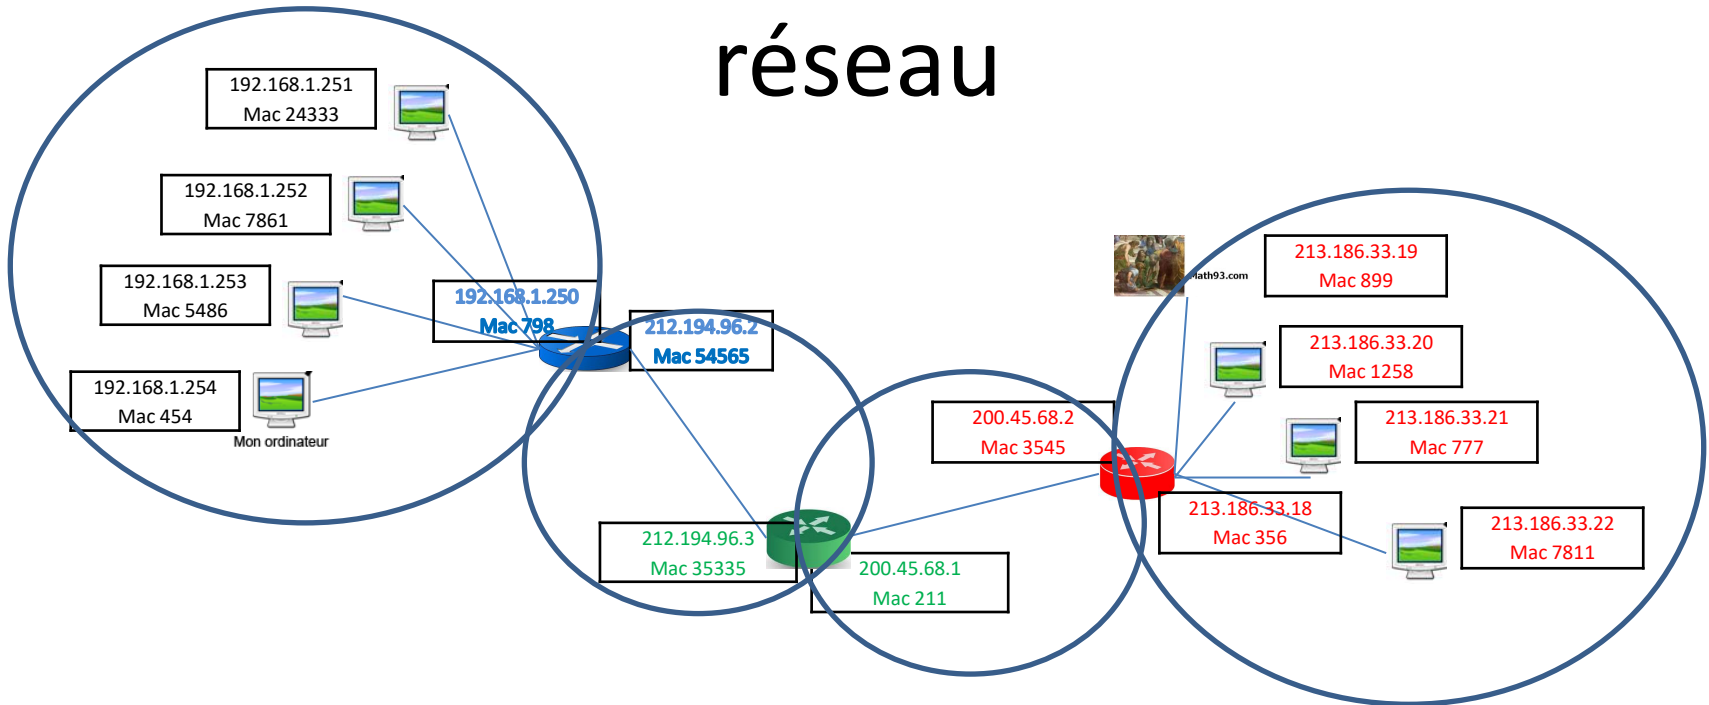 réseau
192.168.1.251
Mac 24333
192.168.1.252
Mac 7861
192.168.1.253
Mac 5486
192.168.1.254
Mac 454
Mon ordinateur
192.168.1.250
Mac 798
212.194.96.2
Mac 54565
212.194.96.3
Mac 35335
200.45.68.1
Mac 211
200.45.68.2
Mac 3545
Math93.com
213.186.33.19
Mac 899
213.186.33.20
Mac 1258
213.186.33.21
Mac 777
213.186.33.18
Mac 356
213.186.33.22
Mac 7811